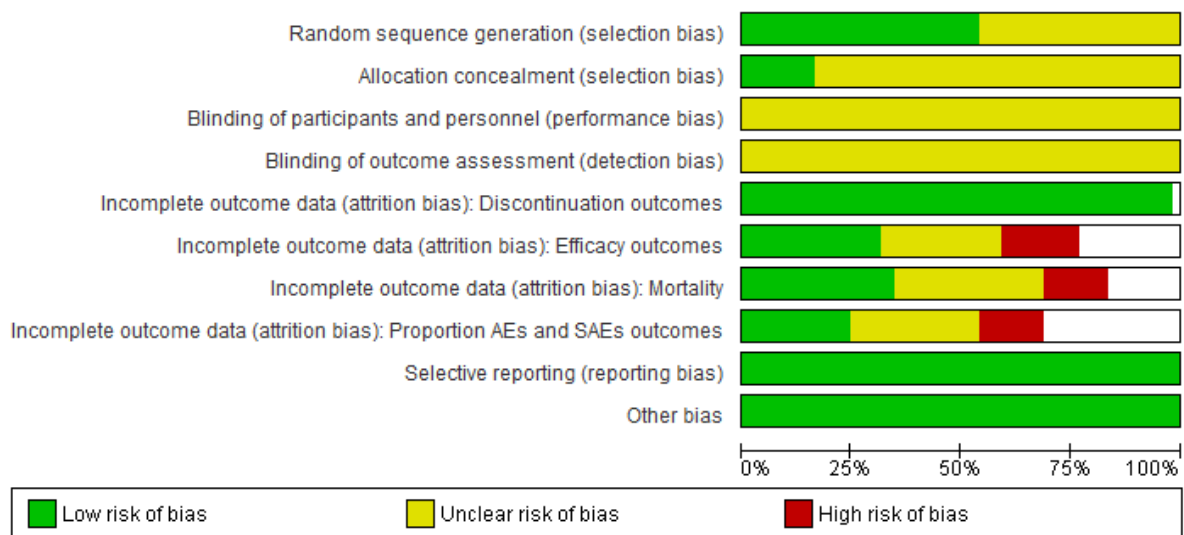 Random sequence generation (selection bias)
Allocation concealment (selection bias)
Blinding of participants and personnel (performance bias)
Blinding of outcome assessment (detection bias)
Incomplete outcome data (attrition bias): Discontinuation outcomes
Incomplete outcome data (attrition bias): Efficacy outcomes
Incomplete outcome data (attrition bias): Mortality
Incomplete outcome data (attrition bias): Proportion AEs and SAEs outcomes
Selective reporting (reporting bias)
Other bias
0% 25% 50% 75% 100%
Low risk of bias Unclear risk of bias High risk of bias